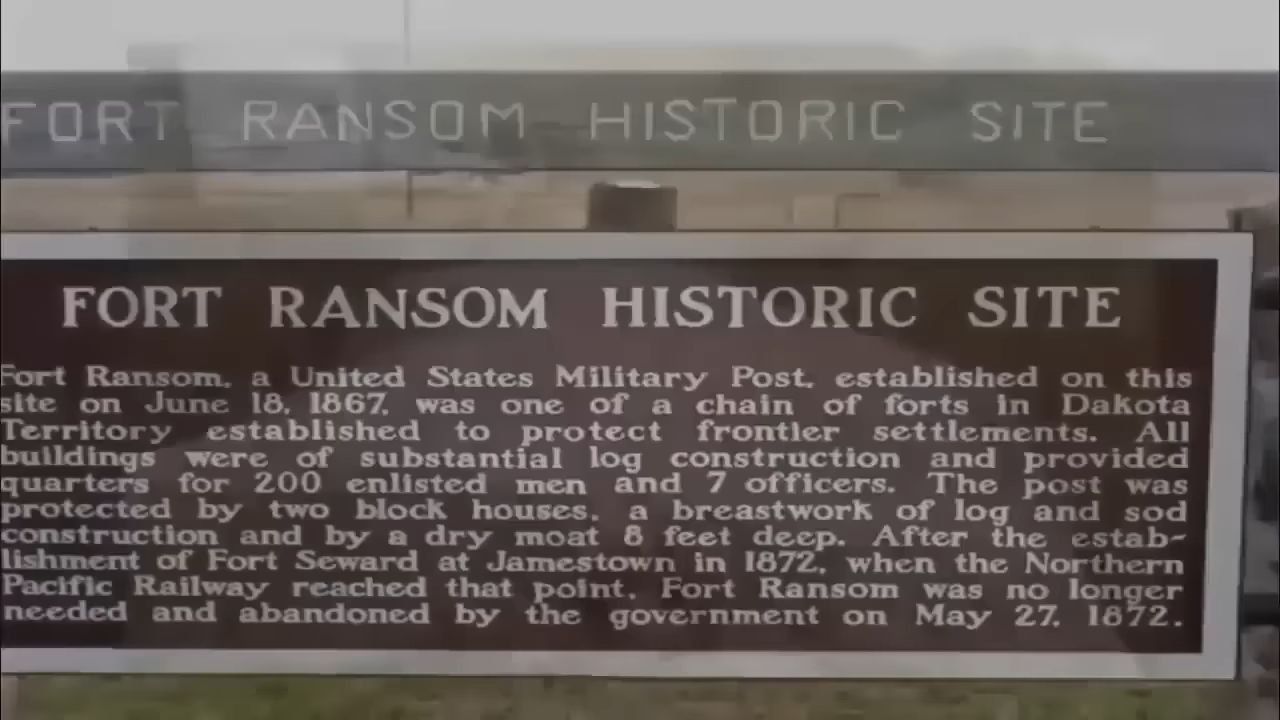 FORT RANSOM HISTORIC SITE
FORT RANSOM HISTORIC SITE
Fort Ransom, a United States Military Post, established on this
site on June 18, 1867, was one of a chain of forts in Dakota
Territory established to protect frontier settlements. All
buildings were of substantial log construction and provided
quarters for 200 enlisted men and 7 officers. The post was
protected by two block houses, a breastwork of log and sod
construction and by a dry moat 8 feet deep. After the estab-
lishment of Fort Seward at Jamestown in 1872, when the Northern
Pacific Railway reached that point, Fort Ransom was no longer
needed and abandoned by the government on May 27, 1872.